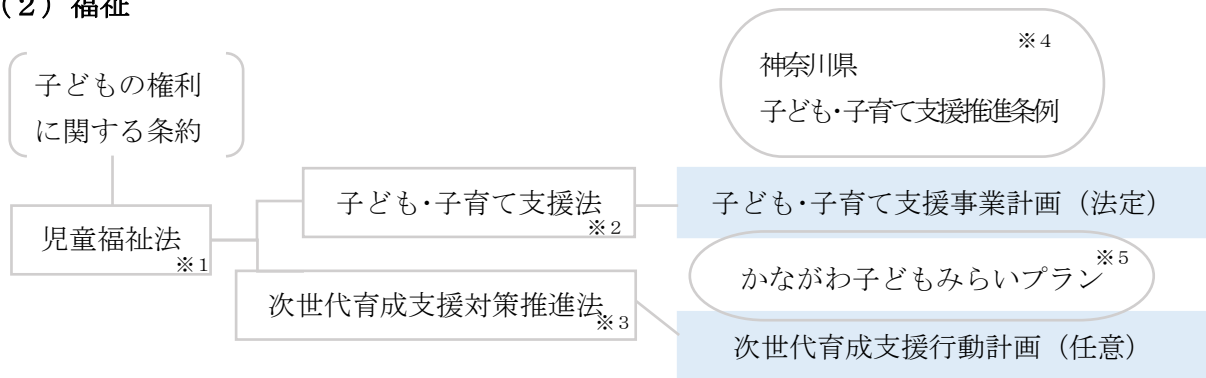 （2）福祉
※4
神奈川県
子ども・子育て支援推進条例
子どもの権利
に関する条約
子ども・子育て支援法
※2
子ども・子育て支援事業計画（法定）
児童福祉法
※1
かながわ子どもみらいプラン
※5
次世代育成支援対策推進法
※3
次世代育成支援行動計画（任意）